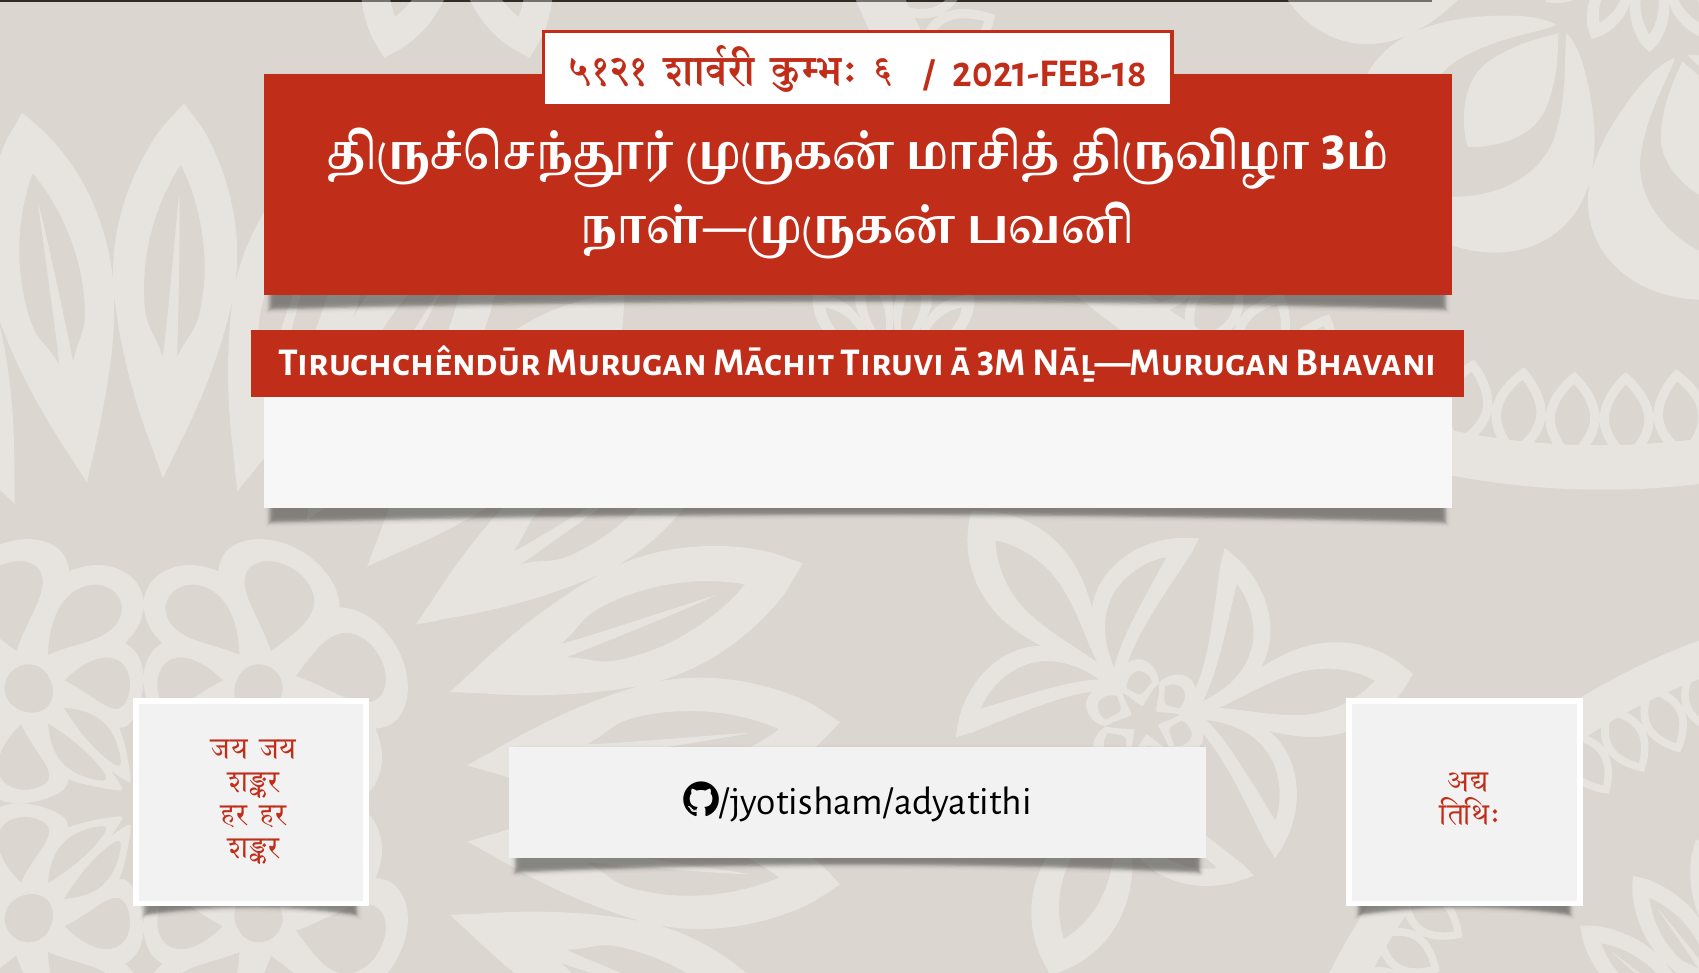 ५१२१ शार्वरी कुम्भः ६ / 2021-FEB-18
திருச்செந்தூர் முருகன் மாசித் திருவிழா 3ம்
நாள்—முருகன் பவனி
Tiruchchêndūr Murugan Māchit Tiruvi ā 3m Nāḻ—Murugan Bhavani
जय जय
शङ्कर
हर हर
शङ्कर
/jyotisham/adyatithi
अद्य
तिथिः